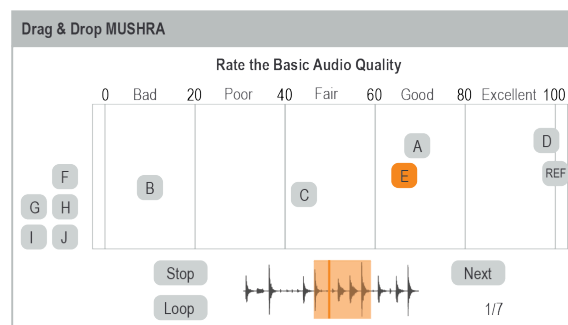 Drag & Drop MUSHRA
Rate the Basic Audio Quality
0 Bad 20 Poor 40 Fair 60 Good 80 Excellent 100
A
D
E
REF
F
B
C
G H
I J
Stop
Next
Loop
1/7